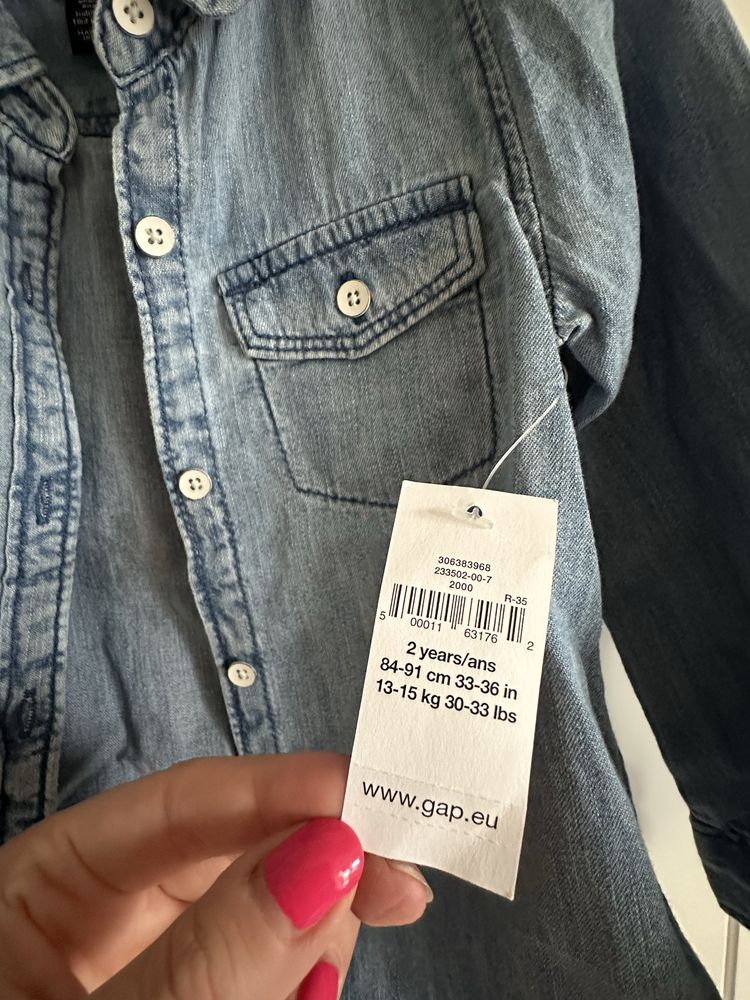 306383968
233502-00-7
2000
R-35
5 00011 63176 2
2 years/ans
84-91 cm 33-36 in
13-15 kg 30-33 lbs
www.gap.eu